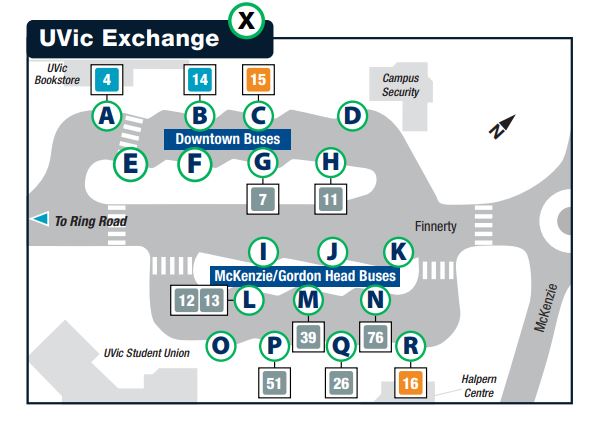 UVic Exchange X
UVic
Bookstore
4
14
15
Campus
Security
A
B
C
D
N
Downtown Buses
E
F
G
H
7
11
To Ring Road
Finnerty
I
J
K
McKenzie/Gordon Head Buses
12 13
L
M
N
McKenzie
39
76
UVic Student Union
O
P
Q
R
51
26
16
Halpern
Centre